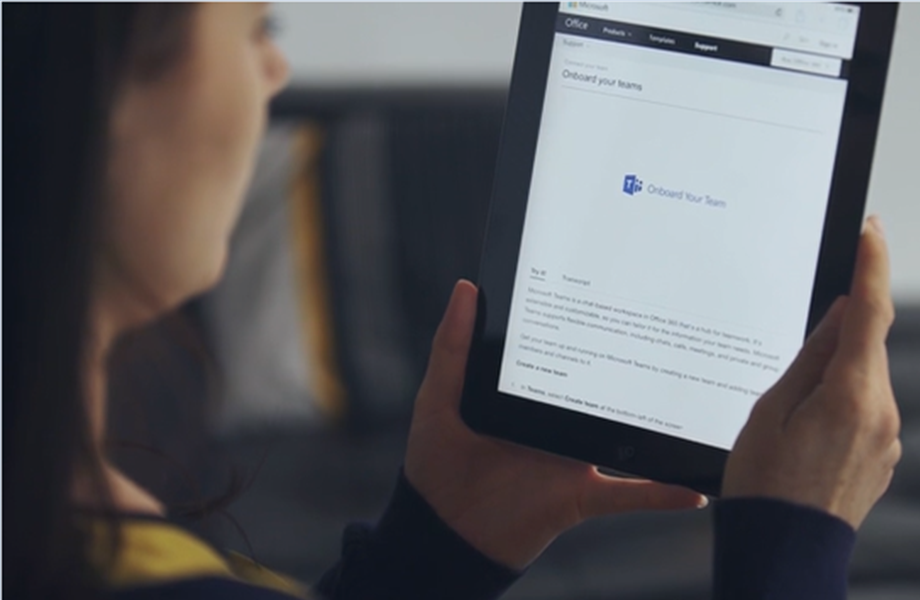 Microsoft
Office
Products
Templates
Support
Support
Onboard your teams
T
Onboard Your Team
Try it!
Transcript
Microsoft Teams is a chat-based workspace in Office 365 that's a hub for teamwork. It's
extensible and customizable, so you can tailor it for the information your team needs. Microsoft
Teams supports flexible communication, including chats, calls, meetings, and private and group
conversations.
Get your team up and running on Microsoft Teams by creating a new team and adding team
members and channels to it.
Create a new team
In Teams, select Create team at the bottom left of the screen